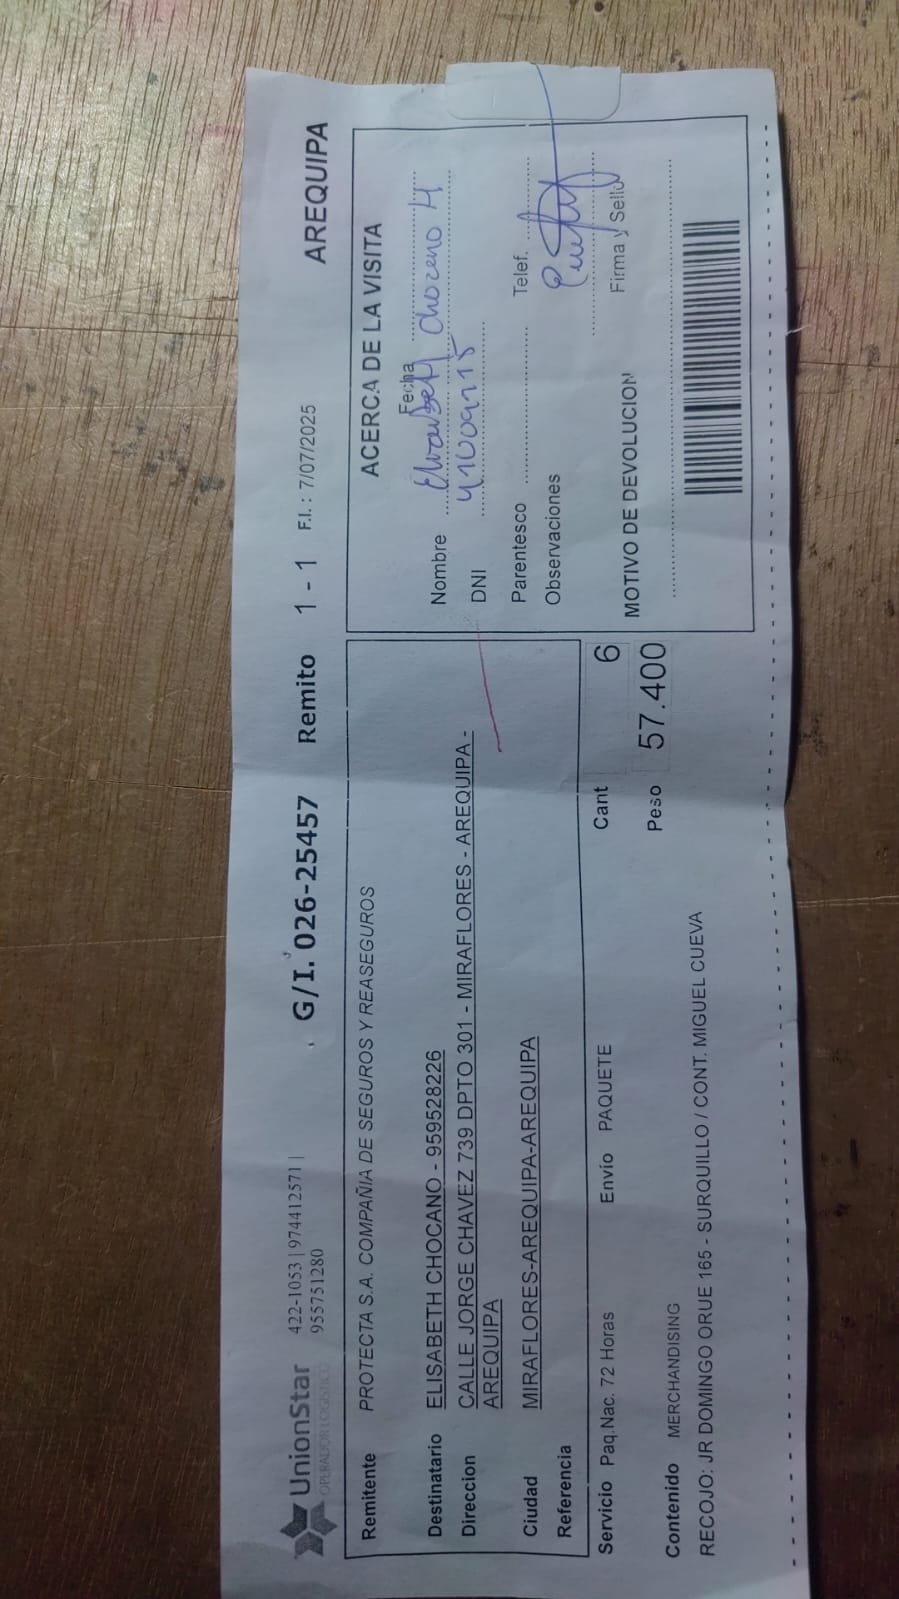 UnionStar
OPERADOR LOGISTICO
422-1053 | 974412571 |
955751280
G/I. 026-25457 Remito 1 - 1 F.I.: 7/07/2025 AREQUIPA
Remitente PROTECTA S.A. COMPAÑIA DE SEGUROS Y REASEGUROS
Destinatario ELISABETH CHOCANO - 959528226
Direccion CALLE JORGE CHAVEZ 739 DPTO 301 - MIRAFLORES - AREQUIPA -
AREQUIPA
Ciudad MIRAFLORES-AREQUIPA-AREQUIPA
Referencia
Servicio Paq.Nac. 72 Horas Envio PAQUETE Cant 6
Peso 57.400
Contenido MERCHANDISING
RECOJO: JR DOMINGO ORUE 165 - SURQUILLO / CONT. MIGUEL CUEVA
ACERCA DE LA VISITA
Fecha
Nombre
DNI
Parentesco Telef.
Observaciones
Firma y Sello
MOTIVO DE DEVOLUCION